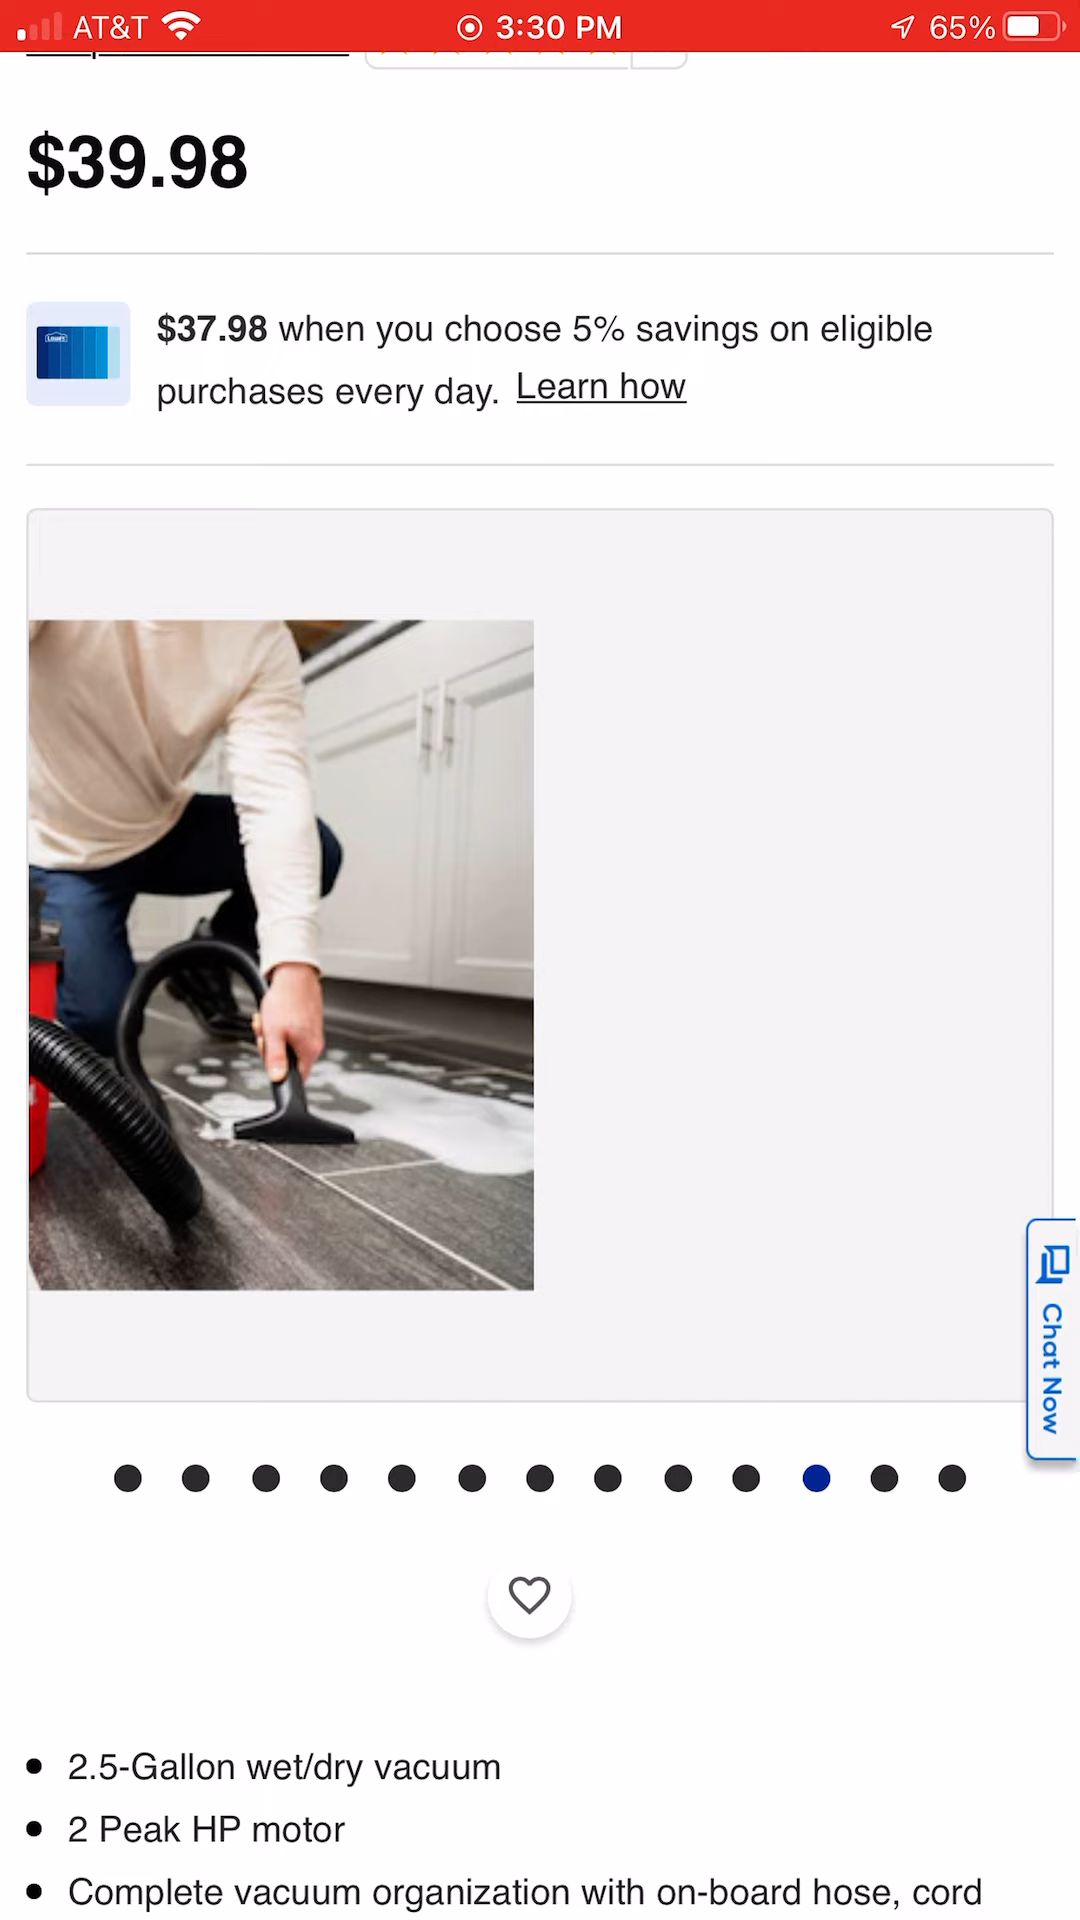 AT&T 3:30 PM 65%
$39.98
LOWE'S
$37.98 when you choose 5% savings on eligible
purchases every day. Learn how
Chat Now
2.5-Gallon wet/dry vacuum
2 Peak HP motor
Complete vacuum organization with on-board hose, cord